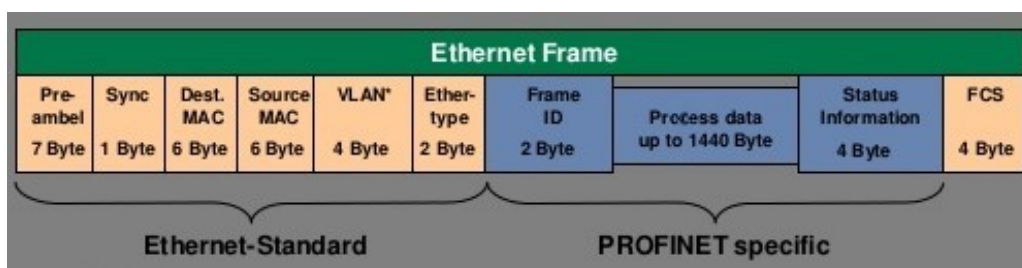 Ethernet Frame
Pre-
ambel
7 Byte
Sync
1 Byte
Dest.
MAC
6 Byte
Source
MAC
6 Byte
VLAN*
4 Byte
Ether-
type
2 Byte
Frame
ID
2 Byte
Process data
up to 1440 Byte
Status
Information
4 Byte
FCS
4 Byte
Ethernet-Standard
PROFINET specific